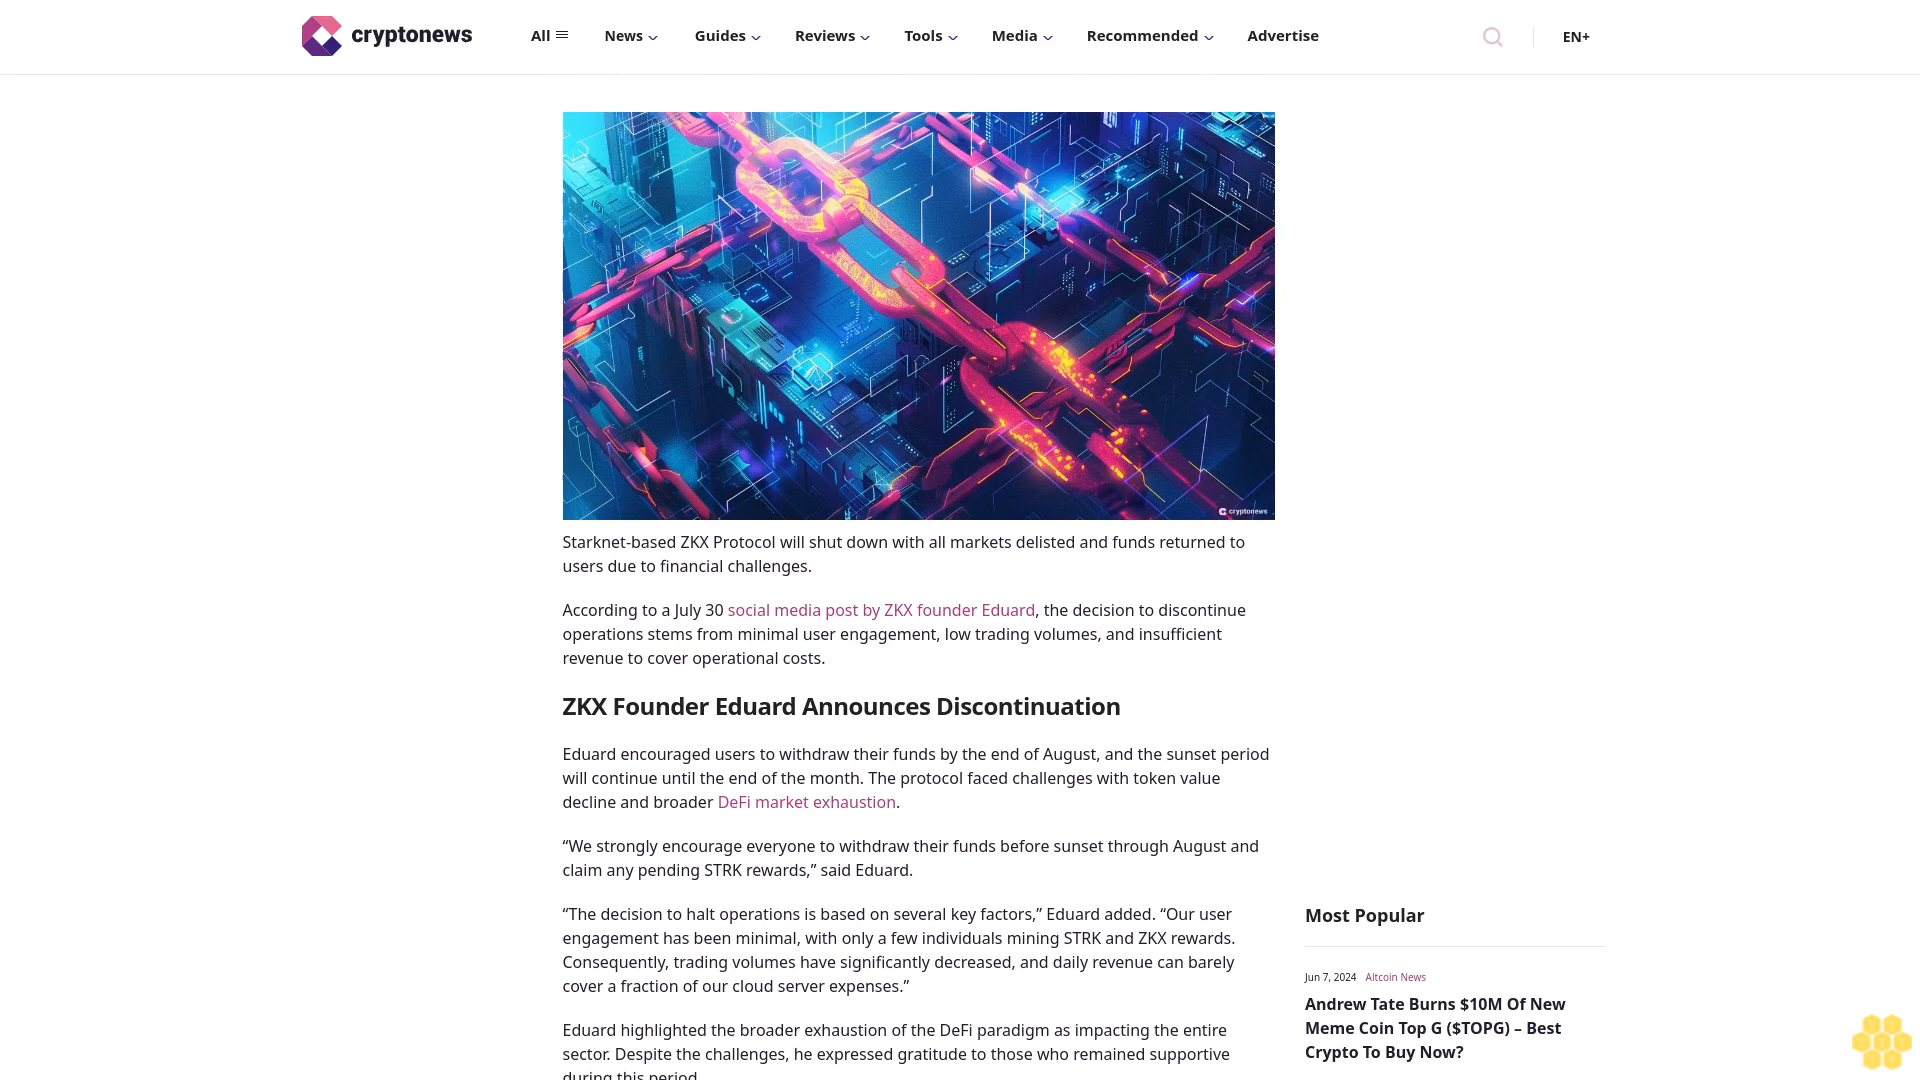 cryptonews
All
News
Guides
Reviews
Tools
Media
Recommended
Advertise
EN+
cryptonews
Starknet-based ZKX Protocol will shut down with all markets delisted and funds returned to
users due to financial challenges.
According to a July 30 social media post by ZKX founder Eduard, the decision to discontinue
operations stems from minimal user engagement, low trading volumes, and insufficient
revenue to cover operational costs.
ZKX Founder Eduard Announces Discontinuation
Eduard encouraged users to withdraw their funds by the end of August, and the sunset period
will continue until the end of the month. The protocol faced challenges with token value
decline and broader DeFi market exhaustion.
“We strongly encourage everyone to withdraw their funds before sunset through August and
claim any pending STRK rewards,” said Eduard.
“The decision to halt operations is based on several key factors,” Eduard added. “Our user
engagement has been minimal, with only a few individuals mining STRK and ZKX rewards.
Consequently, trading volumes have significantly decreased, and daily revenue can barely
cover a fraction of our cloud server expenses.”
Eduard highlighted the broader exhaustion of the DeFi paradigm as impacting the entire
sector. Despite the challenges, he expressed gratitude to those who remained supportive
during this period.
Most Popular
Jun 7, 2024 Altcoin News
Andrew Tate Burns $10M Of New
Meme Coin Top G ($TOPG) – Best
Crypto To Buy Now?